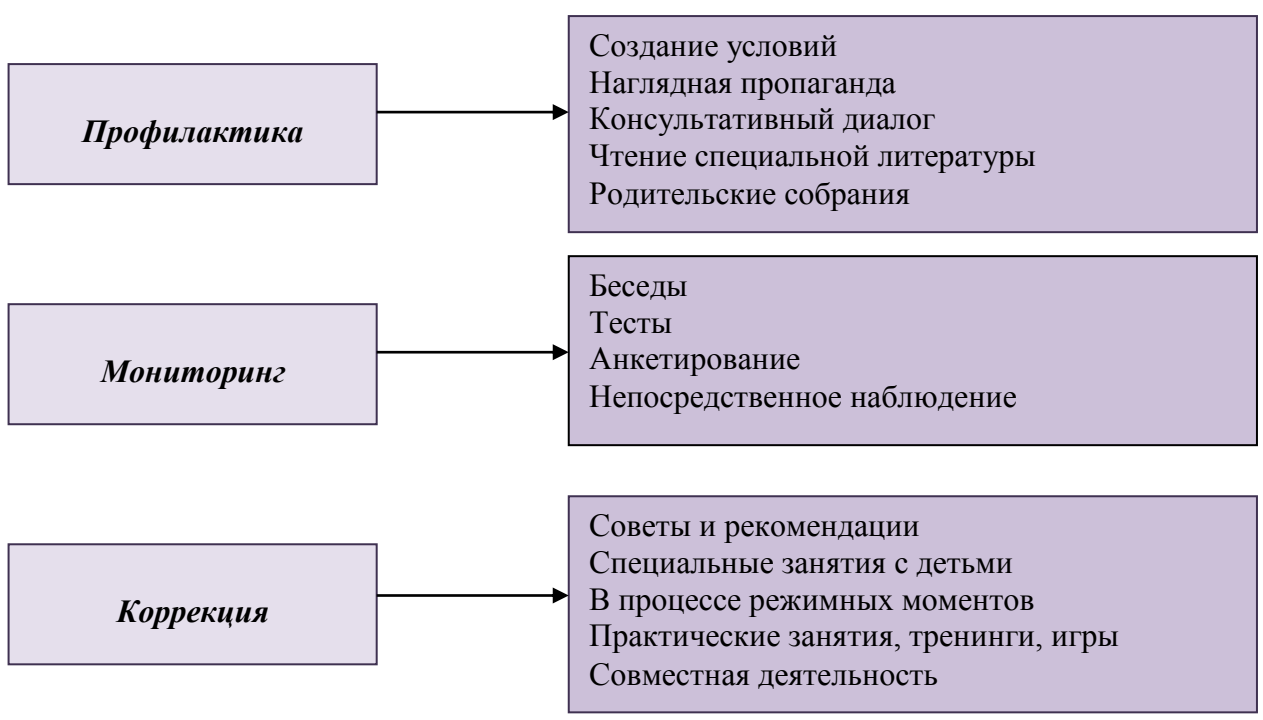 Профилактика
Создание условий
Наглядная пропаганда
Консультативный диалог
Чтение специальной литературы
Родительские собрания
Мониторинг
Беседы
Тесты
Анкетирование
Непосредственное наблюдение
Коррекция
Советы и рекомендации
Специальные занятия с детьми
В процессе режимных моментов
Практические занятия, тренинги, игры
Совместная деятельность